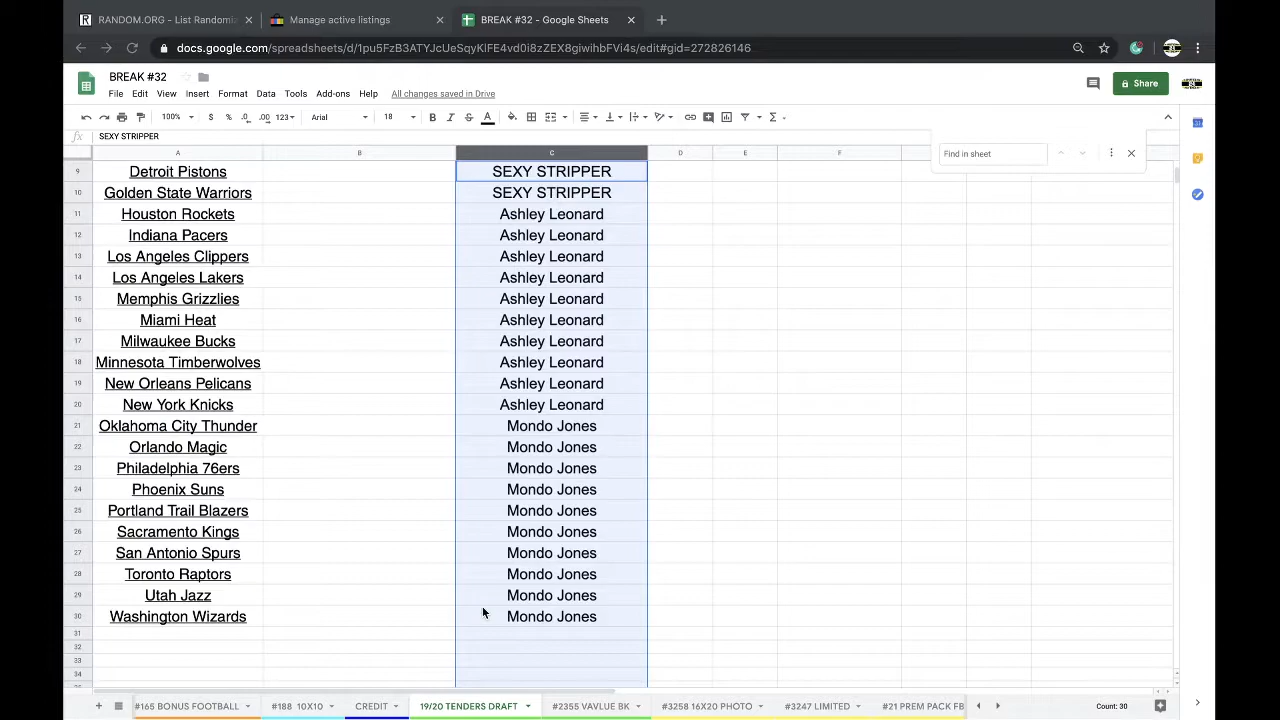 RANDOM.ORG - List Randomiz
Manage active listings
BREAK #32 - Google Sheets
docs.google.com/spreadsheets/d/1pu5FzB3ATYJcUeSqyKlFE4vd0i8zZEX8giwihbFVi4s/edit#gid=272826146
BREAK #32
File Edit View Insert Format Data Tools Add-ons Help All changes saved in Drive
Share
100% $ % .0 .00 123 Arial 18 B I S A
fx SEXY STRIPPER
Find in sheet
A B C D E F
9 Detroit Pistons SEXY STRIPPER
10 Golden State Warriors SEXY STRIPPER
11 Houston Rockets Ashley Leonard
12 Indiana Pacers Ashley Leonard
13 Los Angeles Clippers Ashley Leonard
14 Los Angeles Lakers Ashley Leonard
15 Memphis Grizzlies Ashley Leonard
16 Miami Heat Ashley Leonard
17 Milwaukee Bucks Ashley Leonard
18 Minnesota Timberwolves Ashley Leonard
19 New Orleans Pelicans Ashley Leonard
20 New York Knicks Ashley Leonard
21 Oklahoma City Thunder Mondo Jones
22 Orlando Magic Mondo Jones
23 Philadelphia 76ers Mondo Jones
24 Phoenix Suns Mondo Jones
25 Portland Trail Blazers Mondo Jones
26 Sacramento Kings Mondo Jones
27 San Antonio Spurs Mondo Jones
28 Toronto Raptors Mondo Jones
29 Utah Jazz Mondo Jones
30 Washington Wizards Mondo Jones
31
32
33
34
#165 BONUS FOOTBALL #188 10X10 CREDIT 19/20 TENDERS DRAFT #2355 VAVLUE BK #3258 16X20 PHOTO #3247 LIMITED #21 PREM PACK FB Count: 30